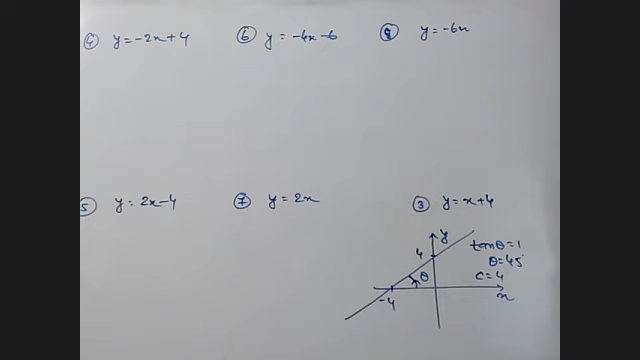 ④ y = -2x + 4
⑥ y = -4x - 6
y = -6x
⑤ y = 2x - 4
⑦ y = 2x
③ y = x + 4
y
4
tanθ = 1
θ = 45°
c = 4
θ
x
-4